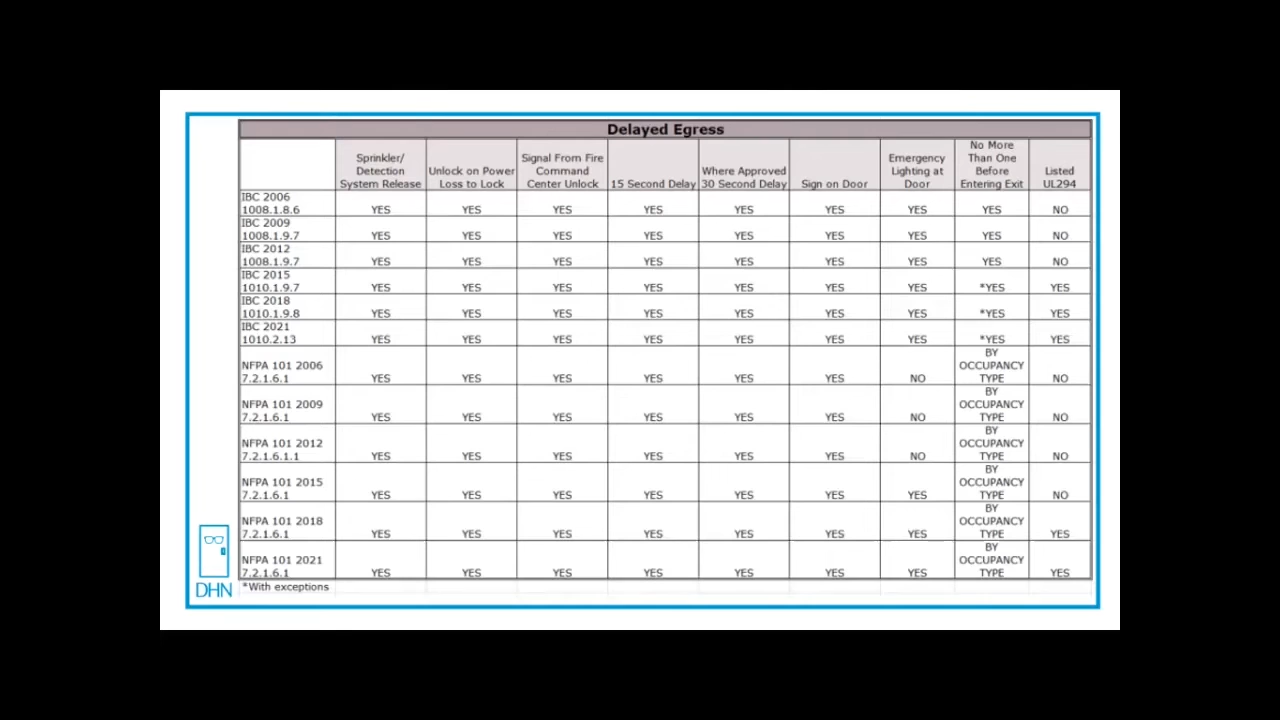 Delayed Egress
Sprinkler/ Detection System Release | Unlock on Power Loss to Lock | Signal From Fire Command Center Unlock | 15 Second Delay | Where Approved 30 Second Delay | Sign on Door | Emergency Lighting at Door | No More Than One Before Entering Exit | Listed UL294
IBC 2006 1008.1.8.6 | YES | YES | YES | YES | YES | YES | YES | YES | NO
IBC 2009 1008.1.9.7 | YES | YES | YES | YES | YES | YES | YES | YES | NO
IBC 2012 1008.1.9.7 | YES | YES | YES | YES | YES | YES | YES | YES | NO
IBC 2015 1010.1.9.7 | YES | YES | YES | YES | YES | YES | YES | *YES | YES
IBC 2018 1010.1.9.8 | YES | YES | YES | YES | YES | YES | YES | *YES | YES
IBC 2021 1010.2.13 | YES | YES | YES | YES | YES | YES | YES | *YES | YES
NFPA 101 2006 7.2.1.6.1 | YES | YES | YES | YES | YES | YES | NO | BY OCCUPANCY TYPE | NO
NFPA 101 2009 7.2.1.6.1 | YES | YES | YES | YES | YES | YES | NO | BY OCCUPANCY TYPE | NO
NFPA 101 2012 7.2.1.6.1.1 | YES | YES | YES | YES | YES | YES | NO | BY OCCUPANCY TYPE | NO
NFPA 101 2015 7.2.1.6.1 | YES | YES | YES | YES | YES | YES | YES | BY OCCUPANCY TYPE | NO
NFPA 101 2018 7.2.1.6.1 | YES | YES | YES | YES | YES | YES | YES | BY OCCUPANCY TYPE | YES
NFPA 101 2021 7.2.1.6.1 | YES | YES | YES | YES | YES | YES | YES | BY OCCUPANCY TYPE | YES
*With exceptions
DHN